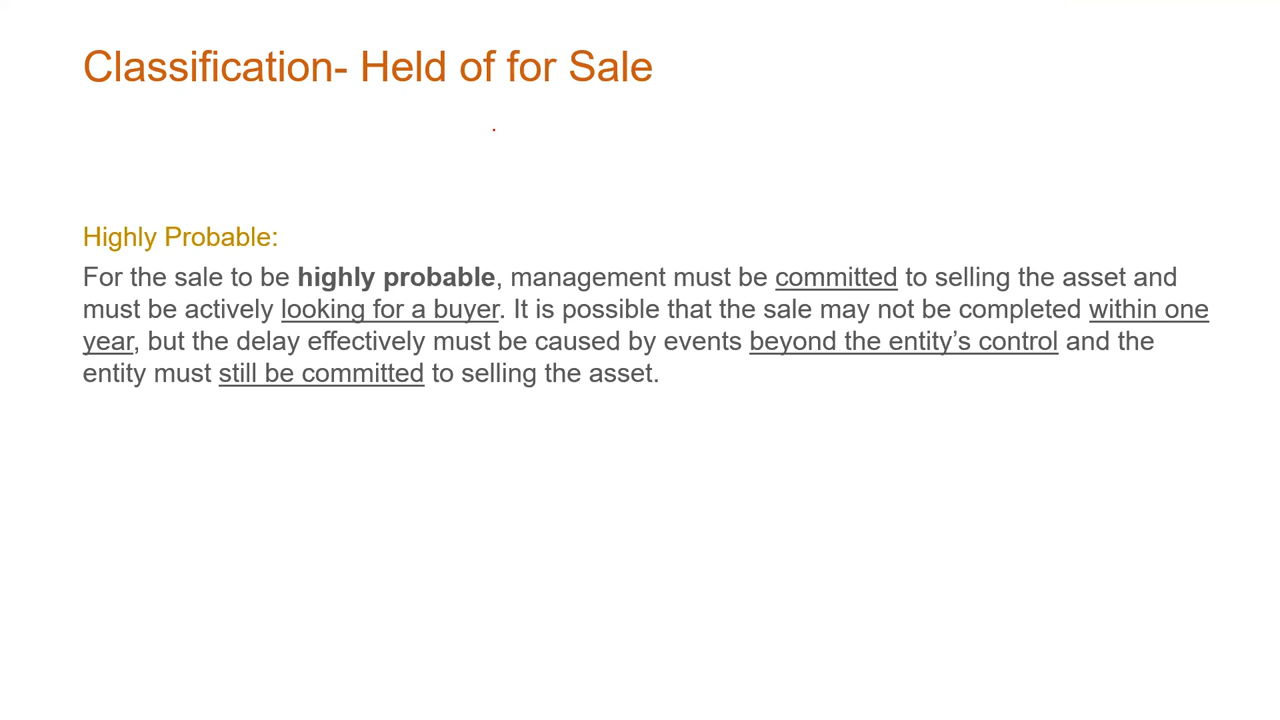 Classification- Held of for Sale
Highly Probable:
For the sale to be highly probable, management must be committed to selling the asset and
must be actively looking for a buyer. It is possible that the sale may not be completed within one
year, but the delay effectively must be caused by events beyond the entity’s control and the
entity must still be committed to selling the asset.